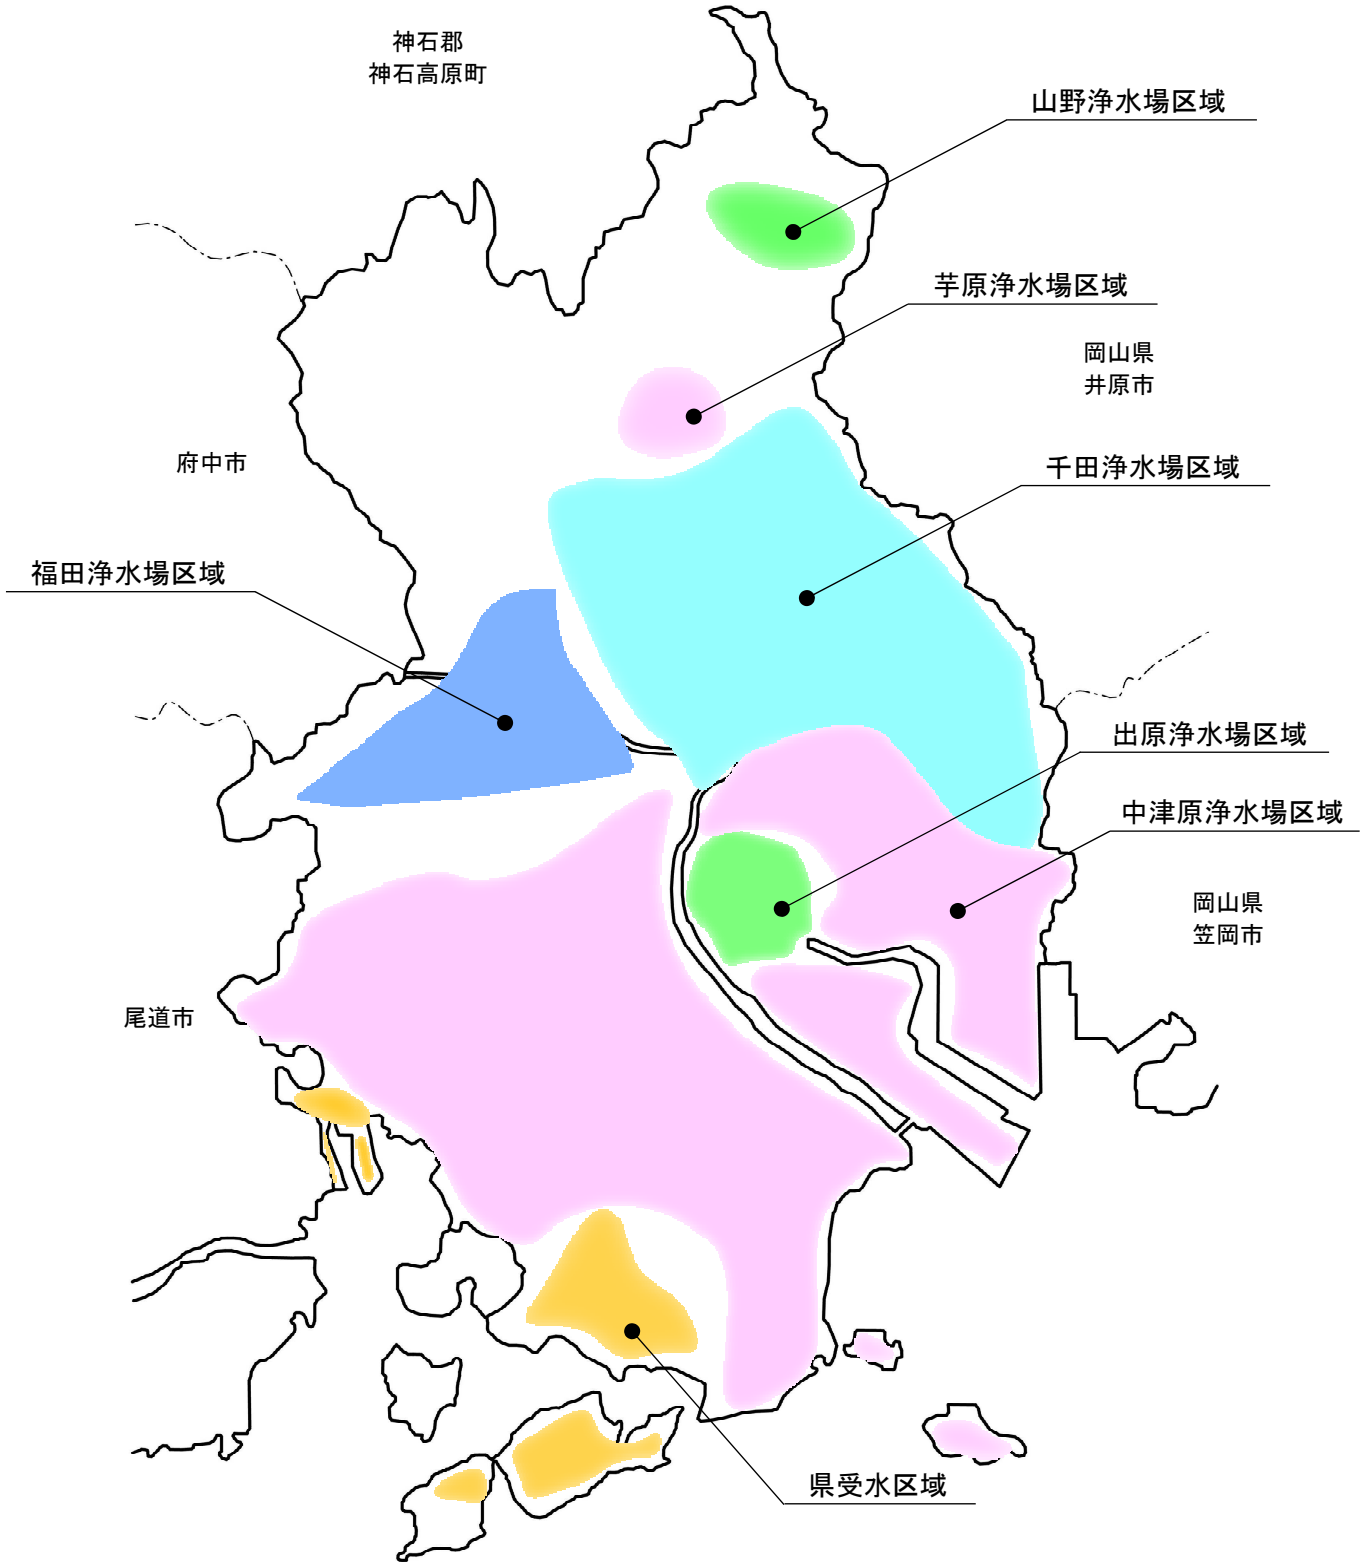 神石郡
神石高原町
山野浄水場区域
芋原浄水場区域
岡山県
井原市
府中市
千田浄水場区域
福田浄水場区域
出原浄水場区域
中津原浄水場区域
岡山県
笠岡市
尾道市
県受水区域